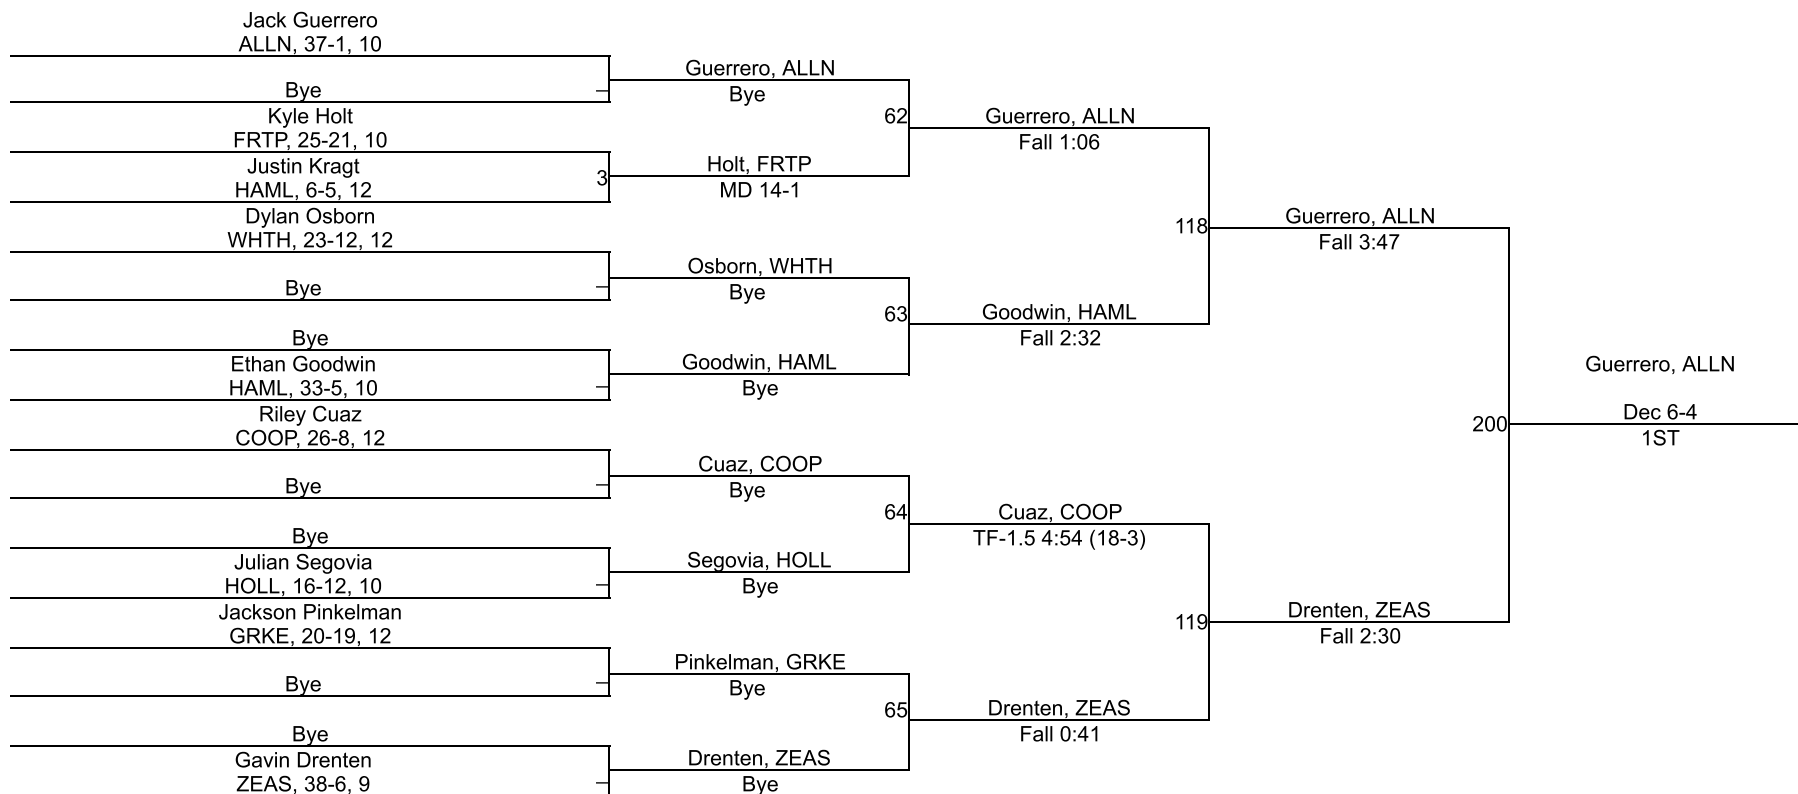 Jack Guerrero
ALLN, 37-1, 10
Bye
Kyle Holt
FRTP, 25-21, 10
Justin Kragt
HAML, 6-5, 12
3
Dylan Osborn
WHTH, 23-12, 12
Bye
Bye
Ethan Goodwin
HAML, 33-5, 10
Riley Cuaz
COOP, 26-8, 12
Bye
Bye
Julian Segovia
HOLL, 16-12, 10
Jackson Pinkelman
GRKE, 20-19, 12
Bye
Bye
Gavin Drenten
ZEAS, 38-6, 9
Guerrero, ALLN
Bye
62
Holt, FRTP
MD 14-1
Osborn, WHTH
Bye
63
Goodwin, HAML
Bye
Cuaz, COOP
Bye
64
Segovia, HOLL
Bye
Pinkelman, GRKE
Bye
65
Drenten, ZEAS
Bye
Guerrero, ALLN
Fall 1:06
118
Goodwin, HAML
Fall 2:32
Cuaz, COOP
TF-1.5 4:54 (18-3)
119
Drenten, ZEAS
Fall 0:41
Guerrero, ALLN
Fall 3:47
200
Drenten, ZEAS
Fall 2:30
Guerrero, ALLN
Dec 6-4
1ST